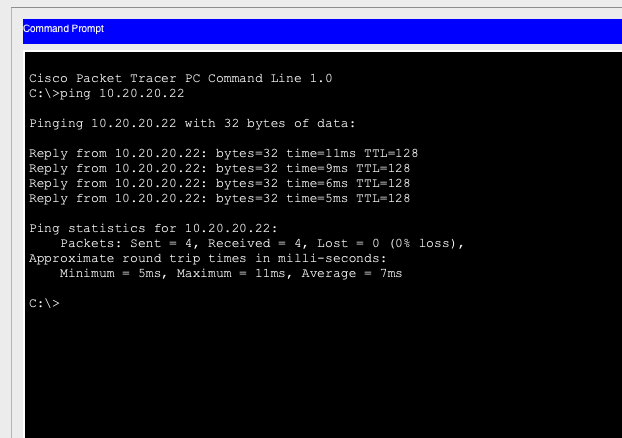 Command Prompt
Cisco Packet Tracer PC Command Line 1.0
C:\>ping 10.20.20.22
Pinging 10.20.20.22 with 32 bytes of data:
Reply from 10.20.20.22: bytes=32 time=11ms TTL=128
Reply from 10.20.20.22: bytes=32 time=9ms TTL=128
Reply from 10.20.20.22: bytes=32 time=6ms TTL=128
Reply from 10.20.20.22: bytes=32 time=5ms TTL=128
Ping statistics for 10.20.20.22:
    Packets: Sent = 4, Received = 4, Lost = 0 (0% loss),
Approximate round trip times in milli-seconds:
    Minimum = 5ms, Maximum = 11ms, Average = 7ms
C:\>